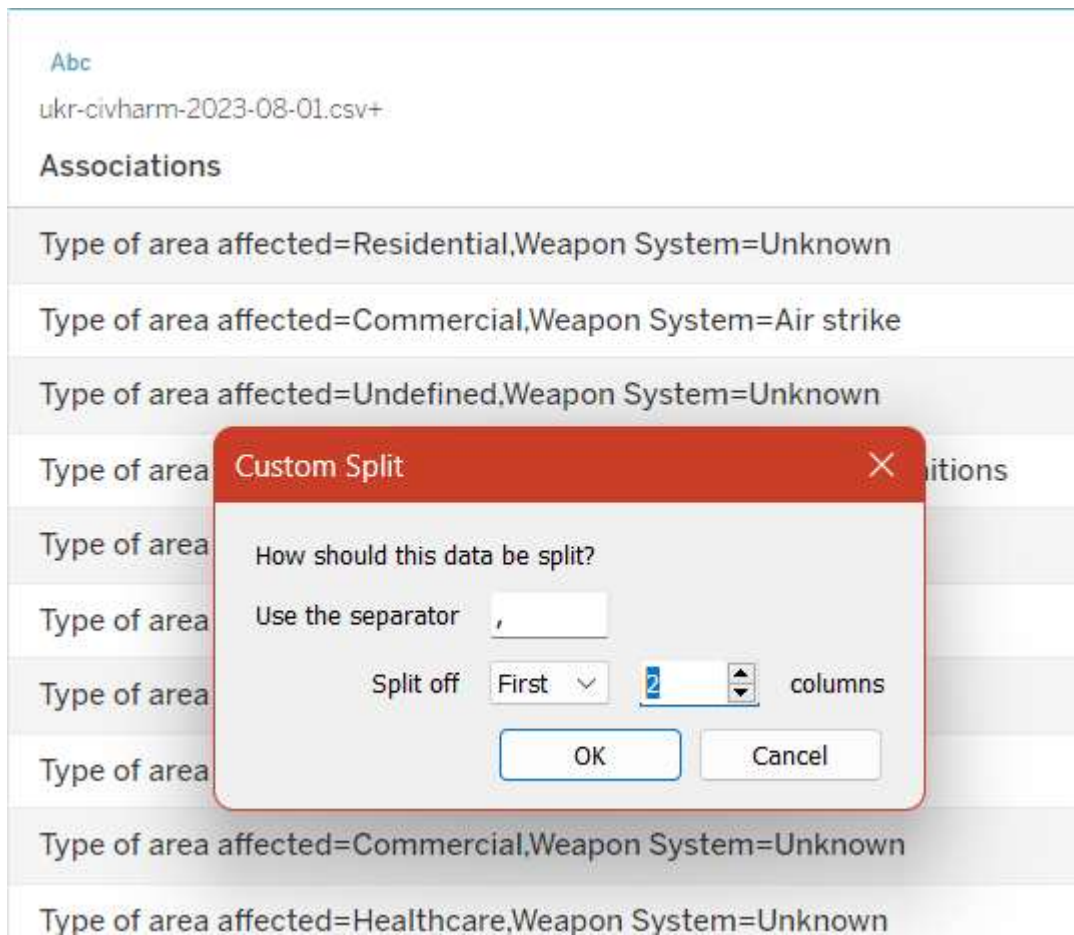 Abc
ukr-civharm-2023-08-01.csv+
Associations
Type of area affected=Residential,Weapon System=Unknown
Type of area affected=Commercial,Weapon System=Air strike
Type of area affected=Undefined,Weapon System=Unknown
Type of area
Custom Split
How should this data be split?
Type of area
Use the separator ,
Type of area
Split off First 2 columns
Type of area
OK Cancel
Type of area
Type of area affected=Commercial,Weapon System=Unknown
Type of area affected=Healthcare,Weapon System=Unknown